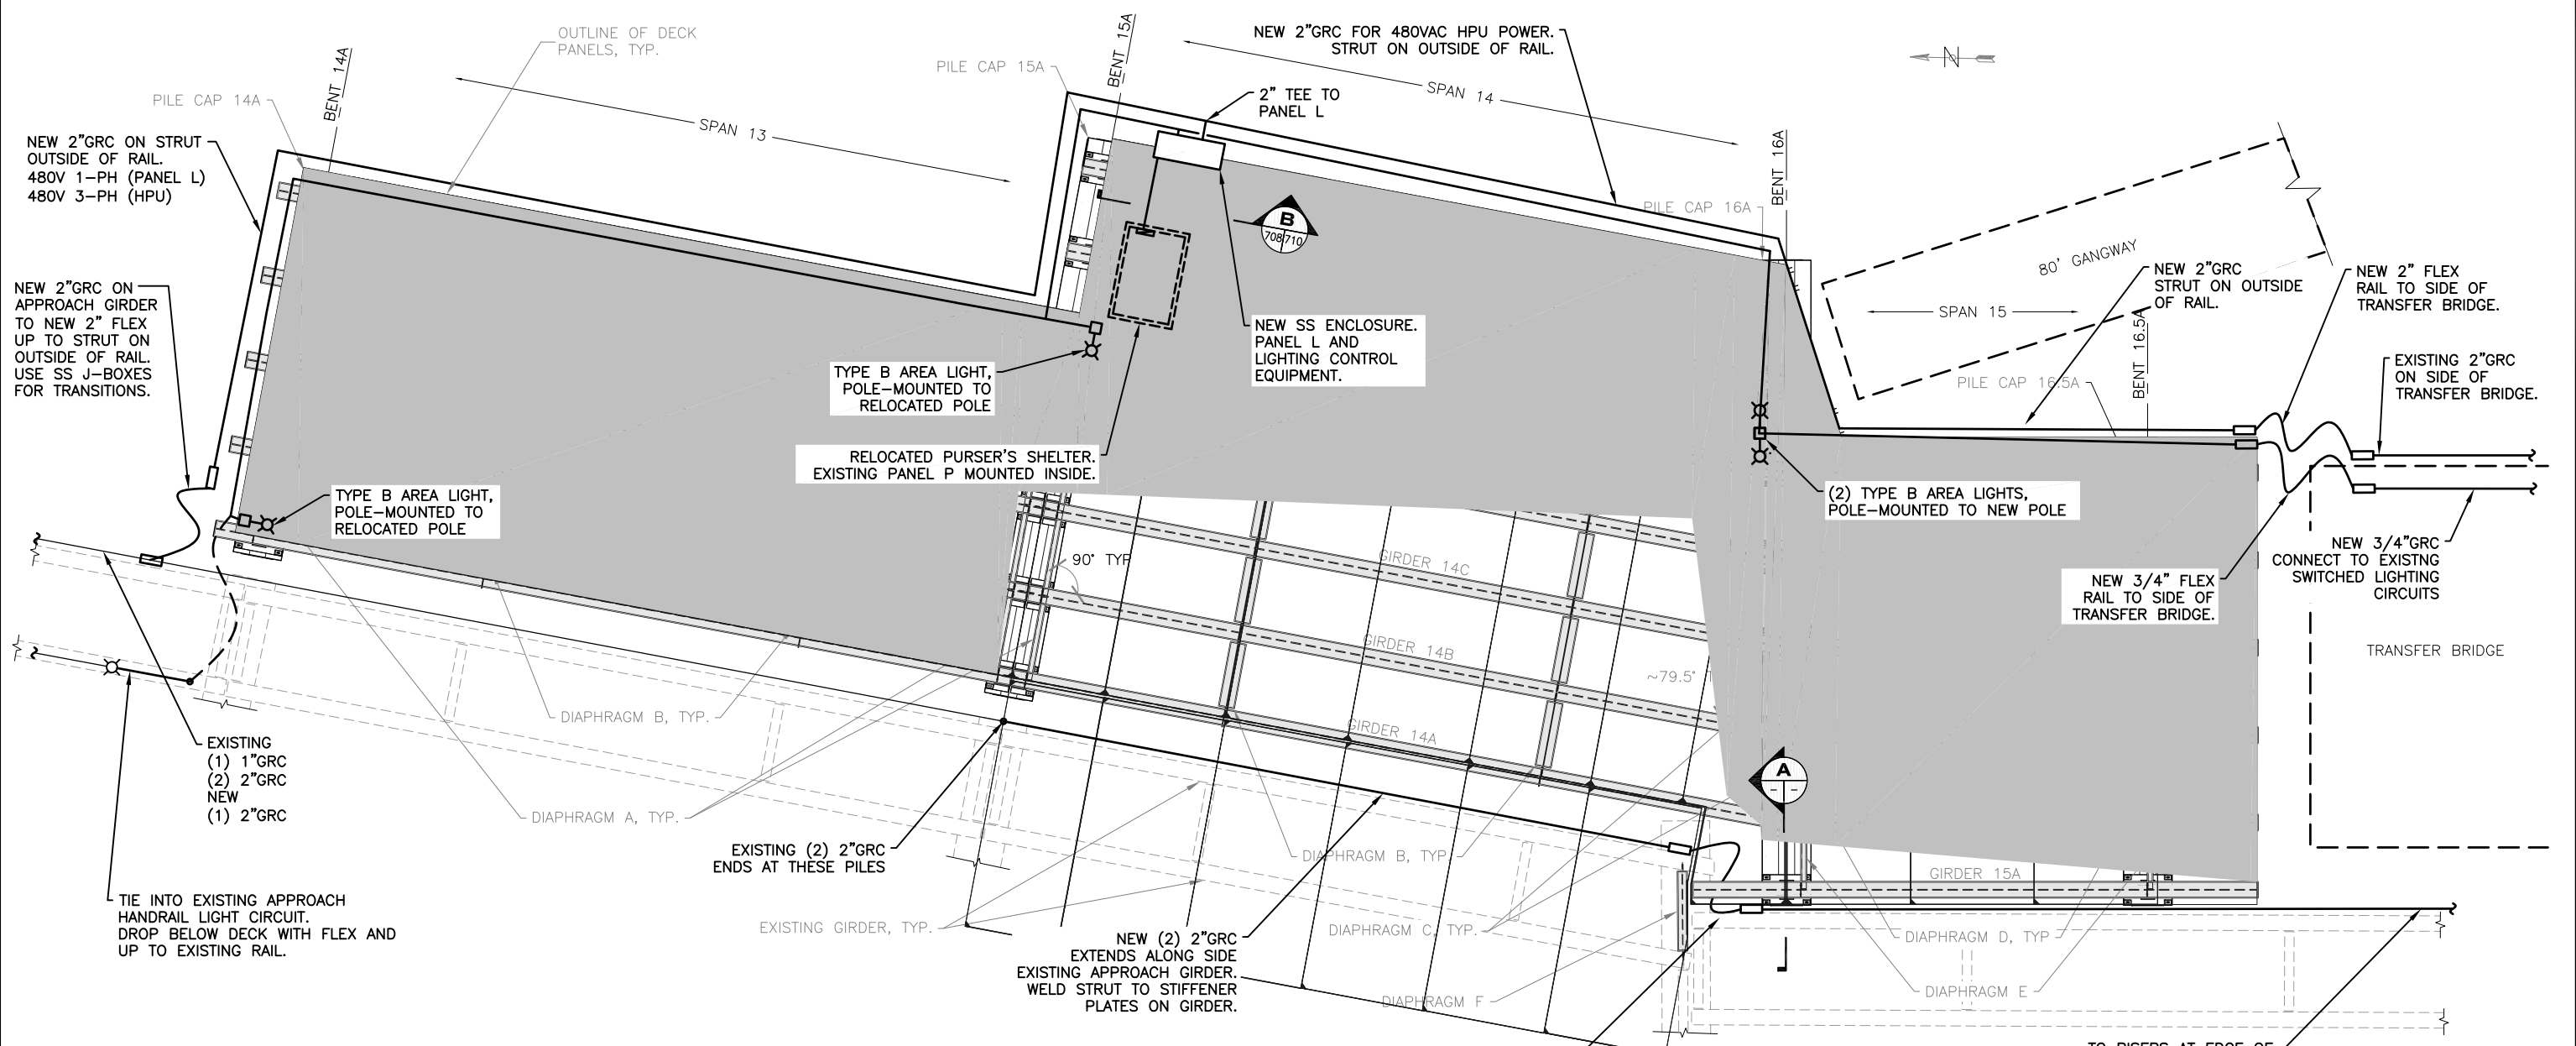 OUTLINE OF DECK
PANELS, TYP.
BENT 14A
PILE CAP 14A
SPAN 13
NEW 2"GRC ON STRUT
OUTSIDE OF RAIL.
480V 1-PH (PANEL L)
480V 3-PH (HPU)
NEW 2"GRC ON
APPROACH GIRDER
TO NEW 2" FLEX
UP TO STRUT ON
OUTSIDE OF RAIL.
USE SS J-BOXES
FOR TRANSITIONS.
BENT 15A
PILE CAP 15A
NEW 2"GRC FOR 480VAC HPU POWER.
STRUT ON OUTSIDE OF RAIL.
2" TEE TO
PANEL L
SPAN 14
N
BENT 16A
PILE CAP 16A
B
708 710
80' GANGWAY
SPAN 15
NEW 2"GRC
STRUT ON OUTSIDE
OF RAIL.
NEW 2" FLEX
RAIL TO SIDE OF
TRANSFER BRIDGE.
BENT 16.5A
PILE CAP 16.5A
EXISTING 2"GRC
ON SIDE OF
TRANSFER BRIDGE.
NEW SS ENCLOSURE.
PANEL L AND
LIGHTING CONTROL
EQUIPMENT.
TYPE B AREA LIGHT,
POLE-MOUNTED TO
RELOCATED POLE
RELOCATED PURSER'S SHELTER.
EXISTING PANEL P MOUNTED INSIDE.
TYPE B AREA LIGHT,
POLE-MOUNTED TO
RELOCATED POLE
(2) TYPE B AREA LIGHTS,
POLE-MOUNTED TO NEW POLE
NEW 3/4"GRC
CONNECT TO EXISTNG
SWITCHED LIGHTING
CIRCUITS
NEW 3/4" FLEX
RAIL TO SIDE OF
TRANSFER BRIDGE.
TRANSFER BRIDGE
90° TYP
GIRDER 14C
GIRDER 14B
~79.5°
GIRDER 14A
DIAPHRAGM B, TYP.
EXISTING
(1) 1"GRC
(2) 2"GRC
NEW
(1) 2"GRC
DIAPHRAGM A, TYP.
A
- -
EXISTING (2) 2"GRC
ENDS AT THESE PILES
DIAPHRAGM B, TYP
GIRDER 15A
TIE INTO EXISTING APPROACH
HANDRAIL LIGHT CIRCUIT.
DROP BELOW DECK WITH FLEX AND
UP TO EXISTING RAIL.
EXISTING GIRDER, TYP.
DIAPHRAGM C, TYP.
DIAPHRAGM D, TYP
NEW (2) 2"GRC
EXTENDS ALONG SIDE
EXISTING APPROACH GIRDER.
WELD STRUT TO STIFFENER
PLATES ON GIRDER.
DIAPHRAGM F
DIAPHRAGM E
TO RISERS AT EDGE OF